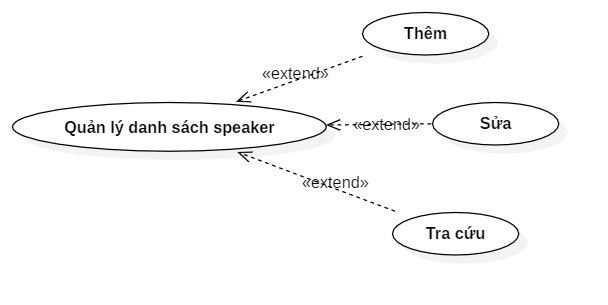 Thêm
«extend»
Quản lý danh sách speaker
«extend»
Sửa
«extend»
Tra cứu